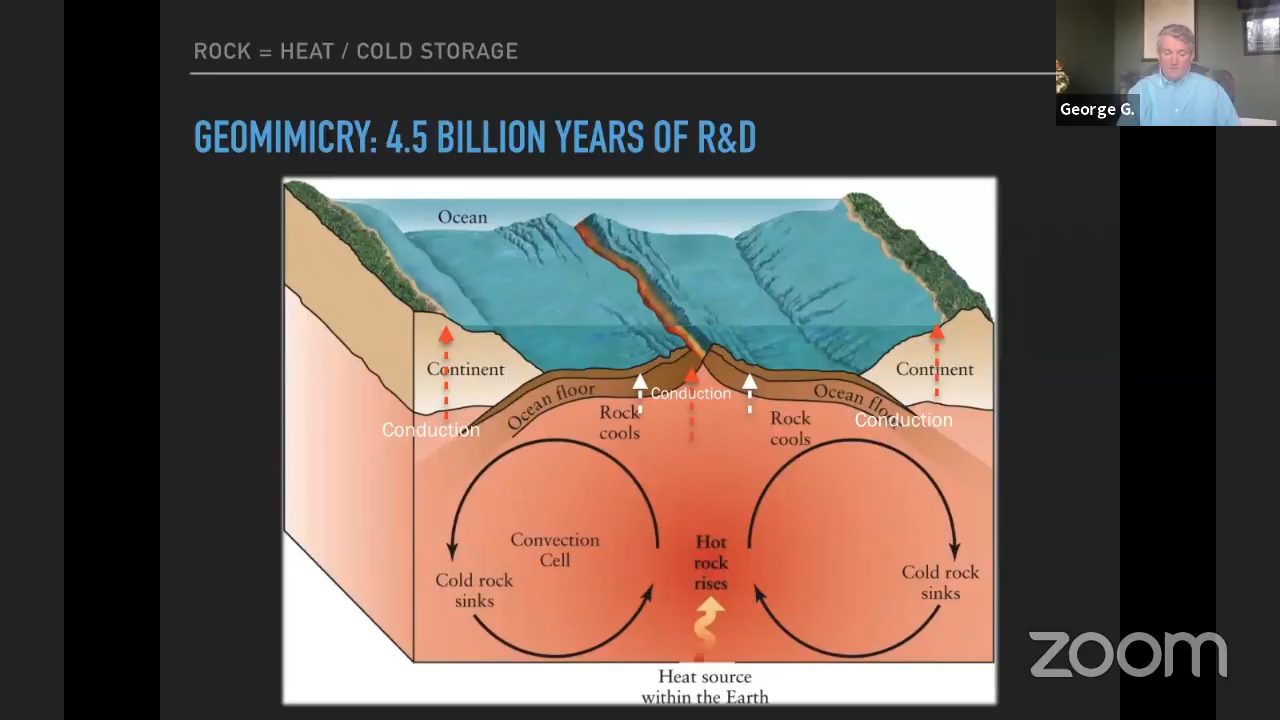 ROCK = HEAT / COLD STORAGE
George G.
GEOMIMICRY: 4.5 BILLION YEARS OF R&D
Ocean
Continent
Continent
Ocean floor
Conduction
Ocean floor
Conduction
Conduction
Rock
cools
Rock
cools
Convection
Cell
Hot
rock
rises
Cold rock
sinks
Cold rock
sinks
Heat source
within the Earth
zoom